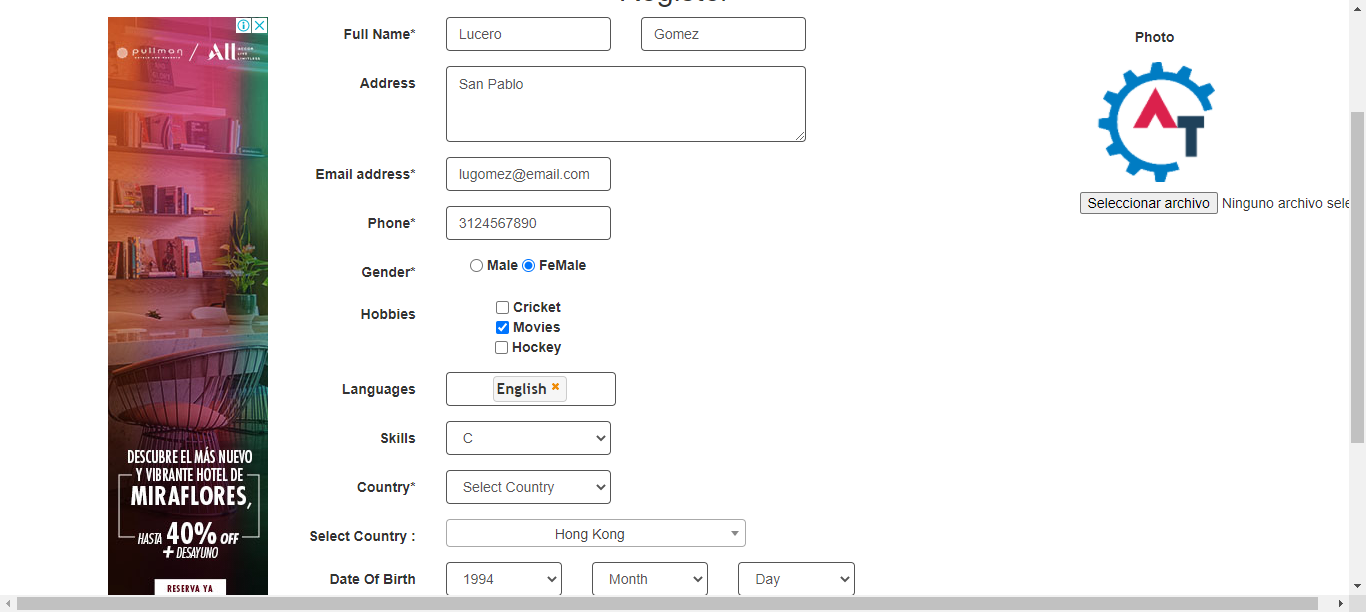 Full Name* Lucero Gomez
Address San Pablo
Email address* lugomez@email.com
Phone* 3124567890
Gender* Male FeMale
Hobbies Cricket
Movies
Hockey
Languages English
Skills C
Country* Select Country
Select Country : Hong Kong
Date Of Birth 1994 Month Day
Photo
AT
Seleccionar archivo Ninguno archivo sele
pullman / ALL
DESCUBRE EL MÁS NUEVO
Y VIBRANTE HOTEL DE
MIRAFLORES,
HASTA 40% OFF
+ DESAYUNO
RESERVA YA